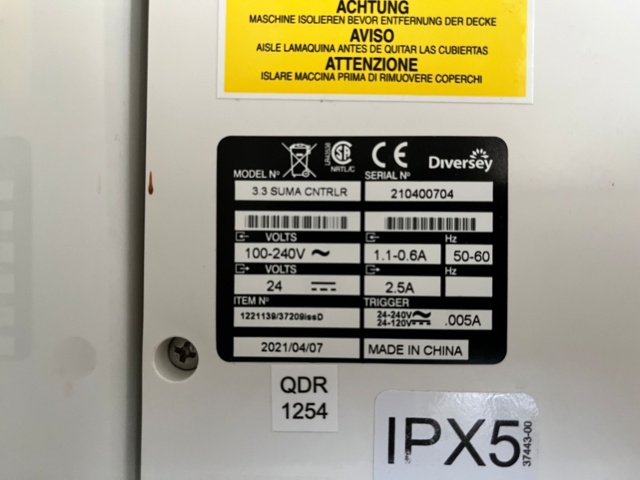 ACHTUNG
MASCHINE ISOLIEREN BEVOR ENTFERNUNG DER DECKE
AVISO
AISLE LAMAQUINA ANTES DE QUITAR LAS CUBIERTAS
ATTENZIONE
ISLARE MACCINA PRIMA DI RIMUOVERE COPERCHI
NRTL/C
CE
Diversey
MODEL Nº
SERIAL Nº
3.3 SUMA CNTRLR
210400704
VOLTS
Hz
100-240V ~
1.1-0.6A
50-60
VOLTS
Hz
24
2.5A
ITEM Nº
TRIGGER
1221139/37209issD
24-240V
24-120V
.005A
2021/04/07
MADE IN CHINA
QDR
1254
IPX5
37443-00